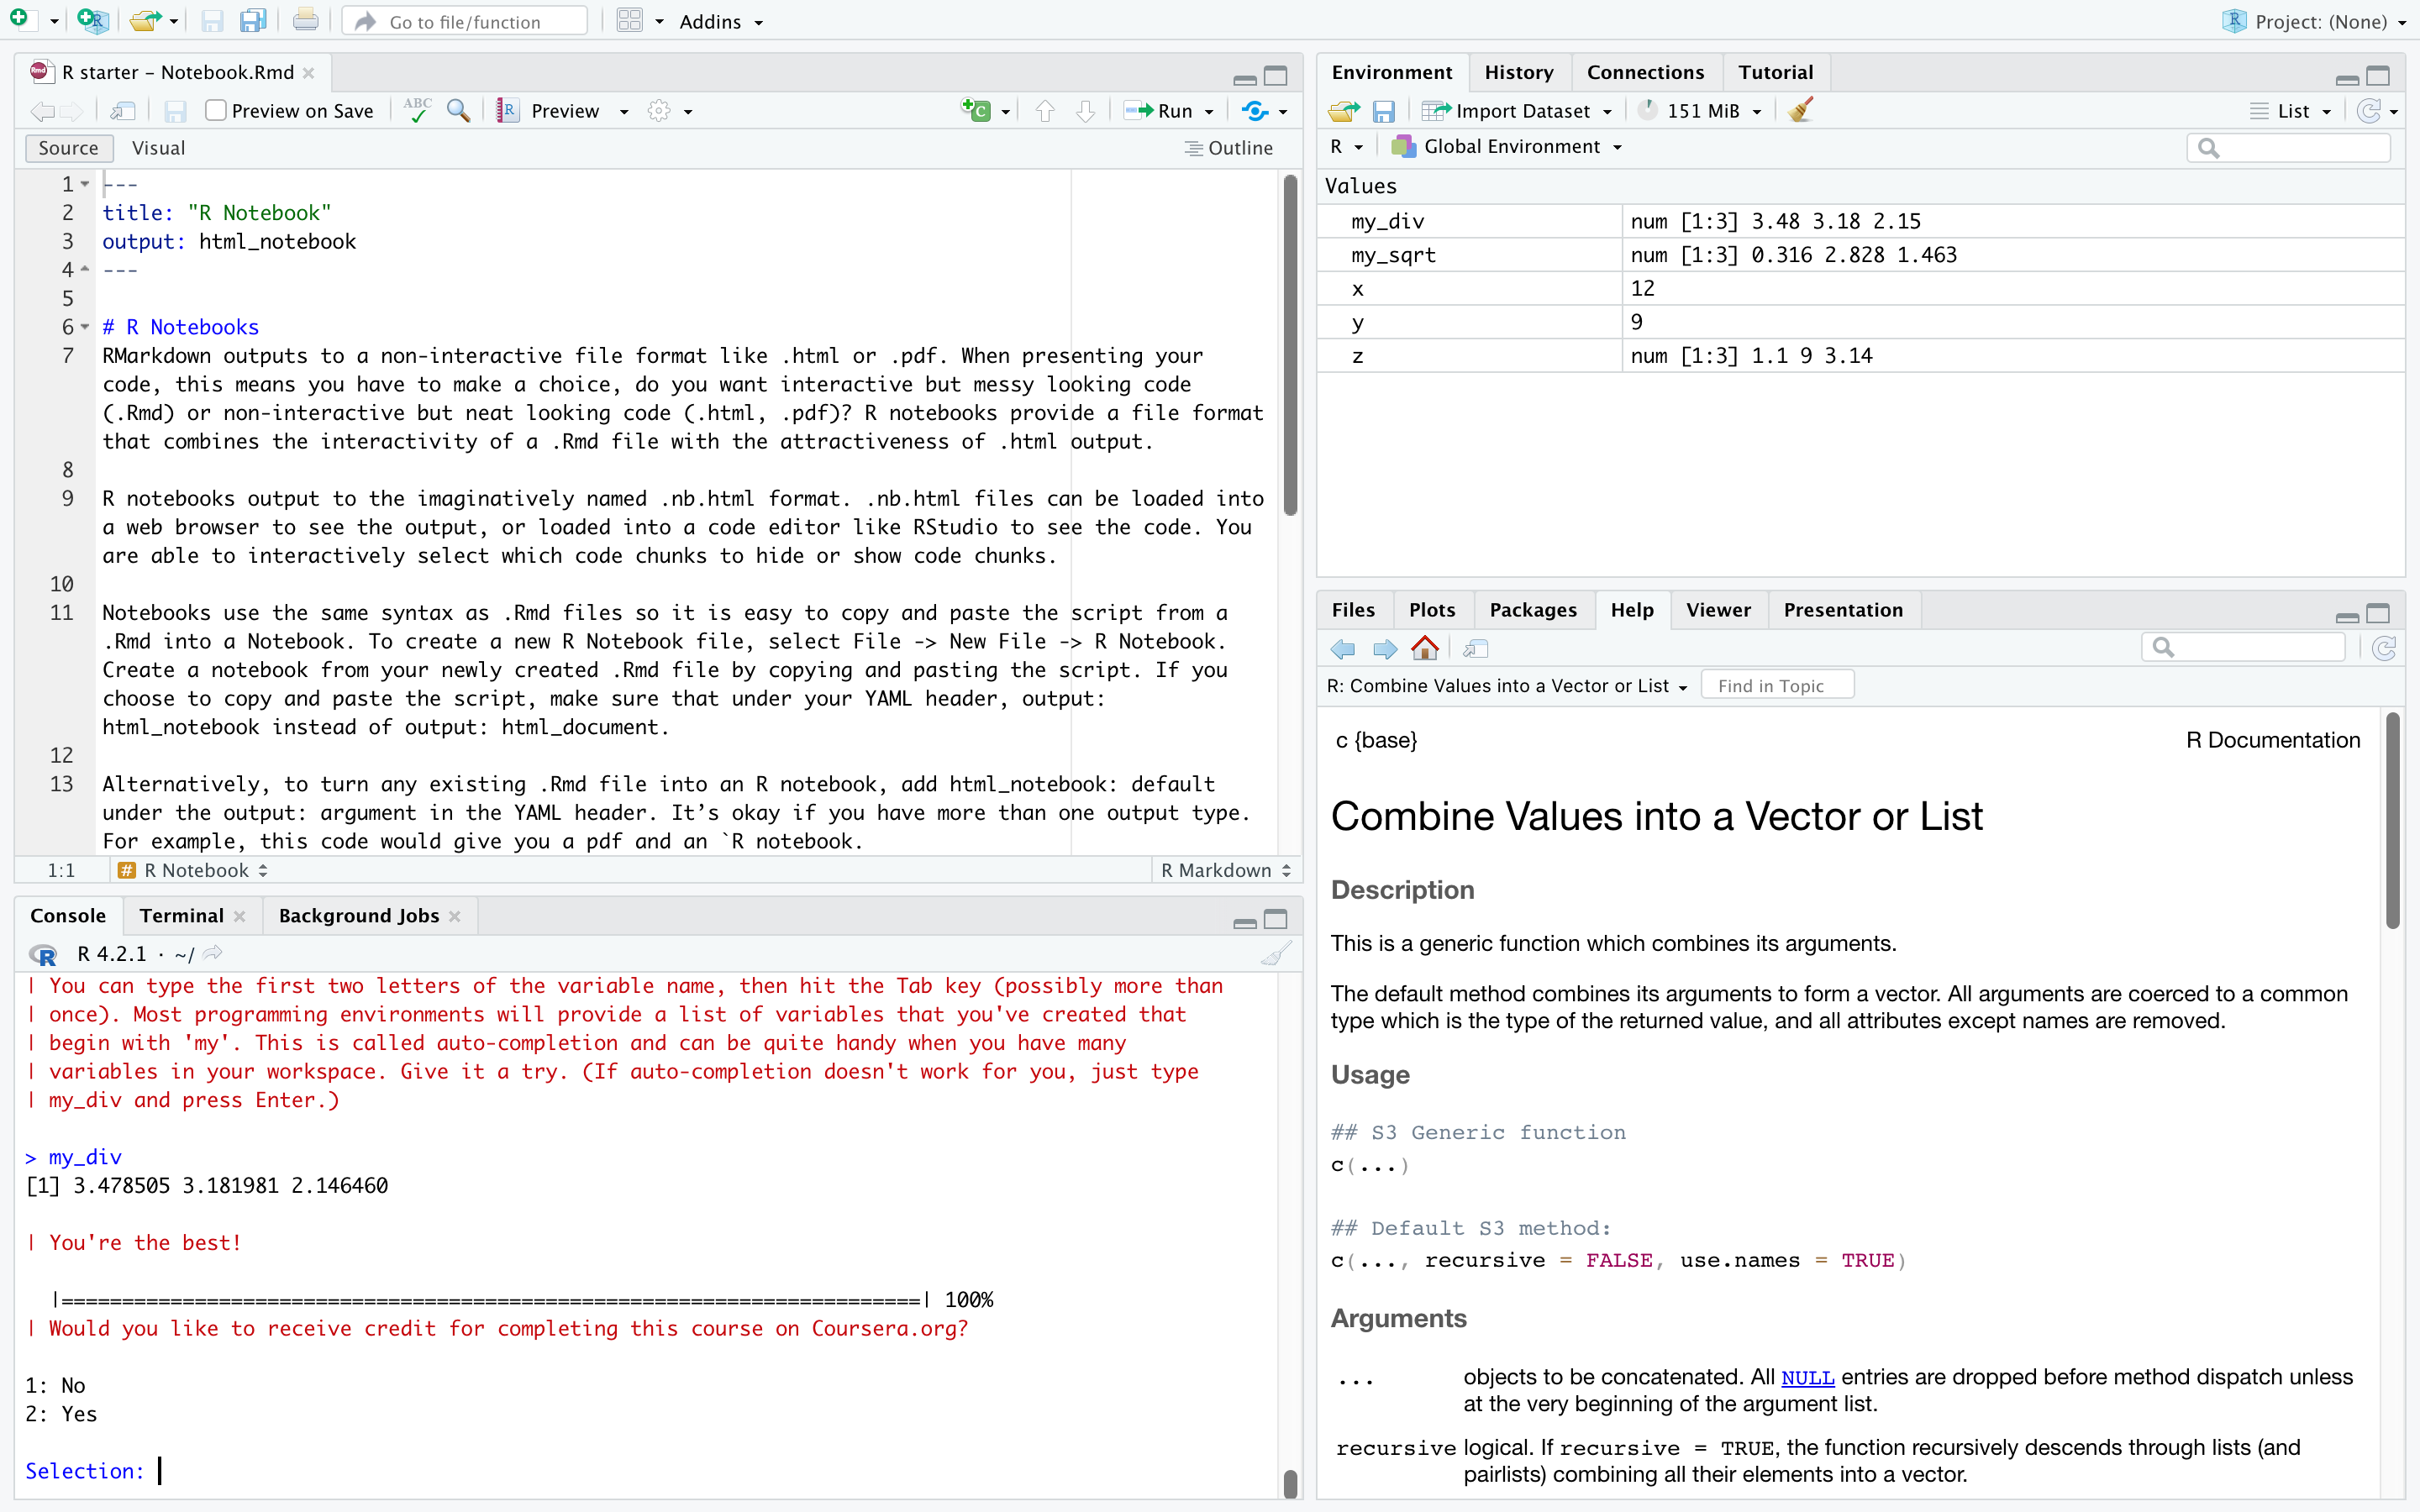 Go to file/function
Addins
Project: (None)
R starter – Notebook.Rmd
Preview on Save
ABC
Preview
Run
Source
Visual
Outline
1 ---
2 title: "R Notebook"
3 output: html_notebook
4 ---
5
6 # R Notebooks
7 RMarkdown outputs to a non-interactive file format like .html or .pdf. When presenting your
code, this means you have to make a choice, do you want interactive but messy looking code
(.Rmd) or non-interactive but neat looking code (.html, .pdf)? R notebooks provide a file format
that combines the interactivity of a .Rmd file with the attractiveness of .html output.
8
9 R notebooks output to the imaginatively named .nb.html format. .nb.html files can be loaded into
a web browser to see the output, or loaded into a code editor like RStudio to see the code. You
are able to interactively select which code chunks to hide or show code chunks.
10
11 Notebooks use the same syntax as .Rmd files so it is easy to copy and paste the script from a
.Rmd into a Notebook. To create a new R Notebook file, select File -> New File -> R Notebook.
Create a notebook from your newly created .Rmd file by copying and pasting the script. If you
choose to copy and paste the script, make sure that under your YAML header, output:
html_notebook instead of output: html_document.
12
13 Alternatively, to turn any existing .Rmd file into an R notebook, add html_notebook: default
under the output: argument in the YAML header. It’s okay if you have more than one output type.
For example, this code would give you a pdf and an `R notebook.
1:1
# R Notebook
R Markdown
Console
Terminal
Background Jobs
R 4.2.1 · ~/
| You can type the first two letters of the variable name, then hit the Tab key (possibly more than
| once). Most programming environments will provide a list of variables that you've created that
| begin with 'my'. This is called auto-completion and can be quite handy when you have many
| variables in your workspace. Give it a try. (If auto-completion doesn't work for you, just type
| my_div and press Enter.)
> my_div
[1] 3.478505 3.181981 2.146460
| You're the best!
|=======================================================================| 100%
| Would you like to receive credit for completing this course on Coursera.org?
1: No
2: Yes
Selection:
Environment
History
Connections
Tutorial
Import Dataset
151 MiB
List
R
Global Environment
Values
my_div num [1:3] 3.48 3.18 2.15
my_sqrt num [1:3] 0.316 2.828 1.463
x 12
y 9
z num [1:3] 1.1 9 3.14
Files
Plots
Packages
Help
Viewer
Presentation
R: Combine Values into a Vector or List
Find in Topic
c {base}
R Documentation
Combine Values into a Vector or List
Description
This is a generic function which combines its arguments.
The default method combines its arguments to form a vector. All arguments are coerced to a common
type which is the type of the returned value, and all attributes except names are removed.
Usage
## S3 Generic function
c(...)
## Default S3 method:
c(..., recursive = FALSE, use.names = TRUE)
Arguments
... objects to be concatenated. All NULL entries are dropped before method dispatch unless
at the very beginning of the argument list.
recursive logical. If recursive = TRUE, the function recursively descends through lists (and
pairlists) combining all their elements into a vector.